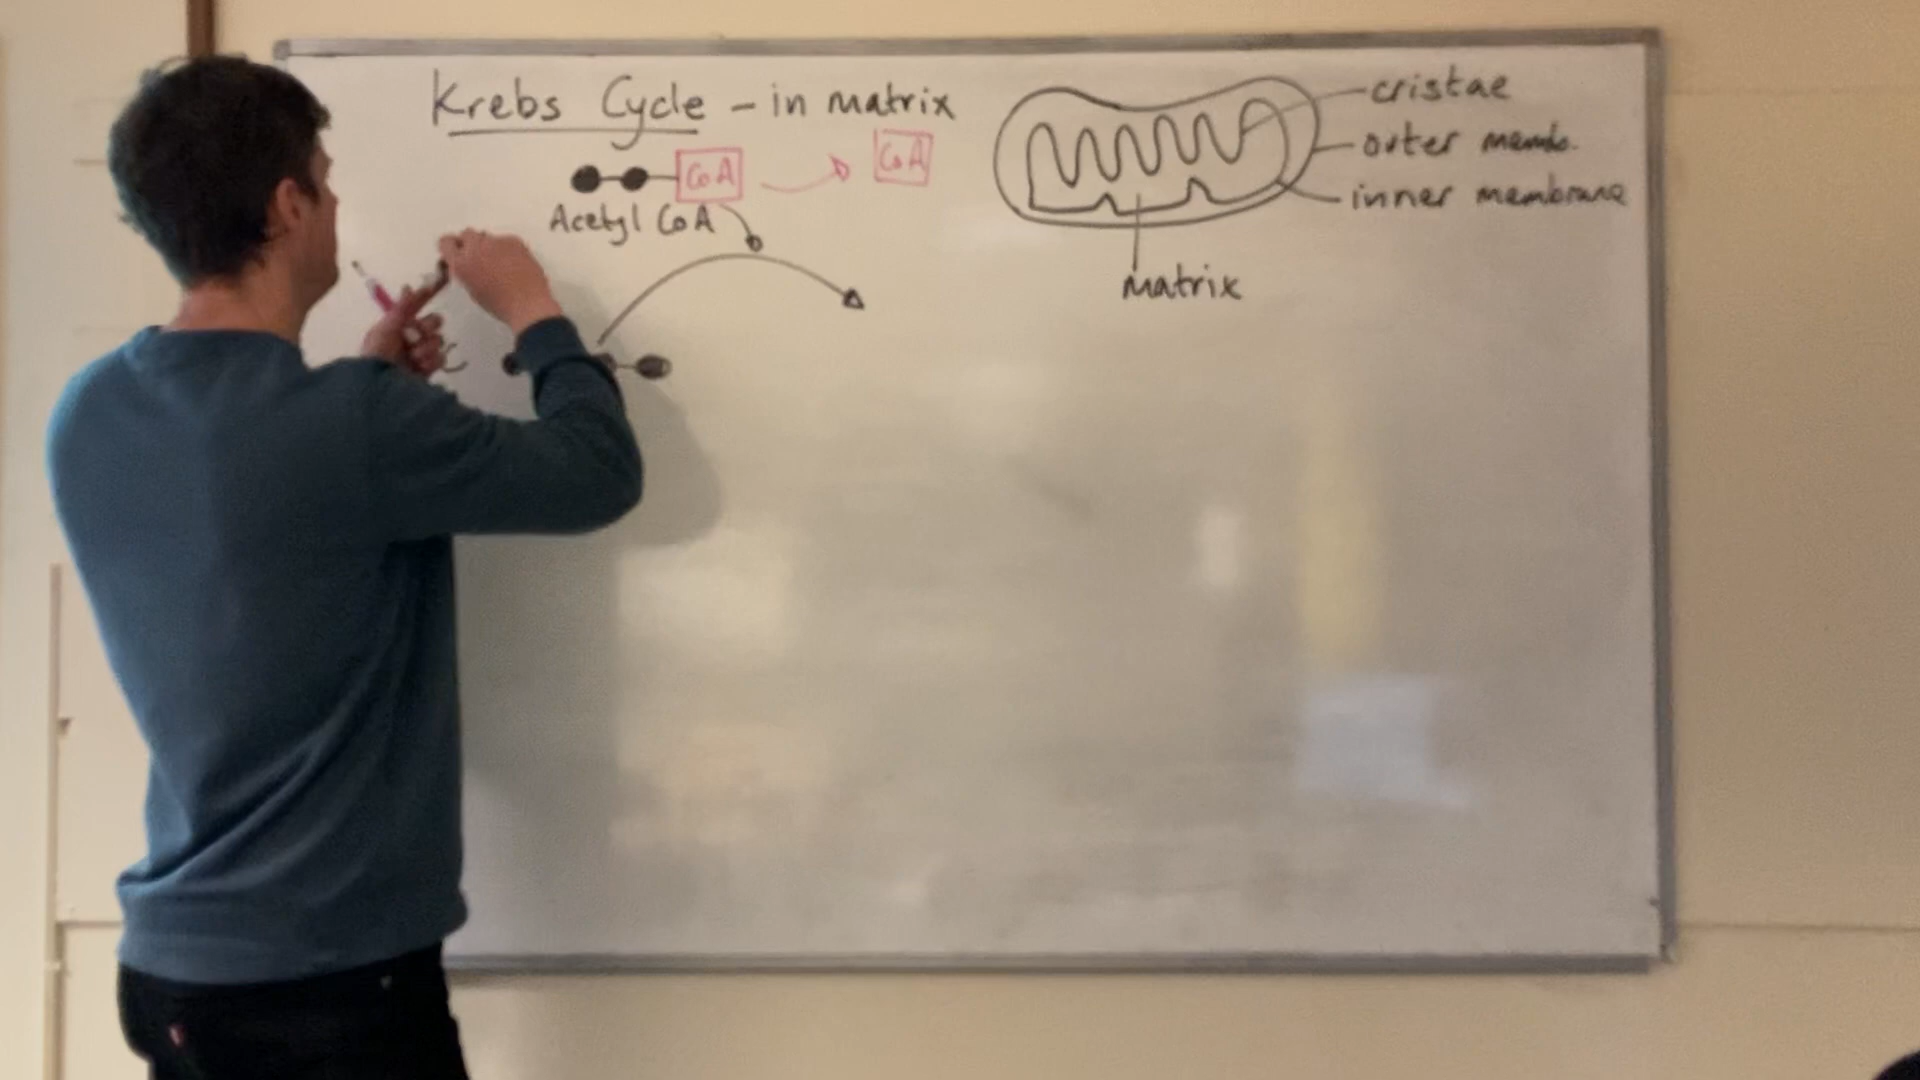 Krebs Cycle - in matrix
CoA
CoA
Acetyl CoA
cristae
outer memb.
inner membrane
matrix